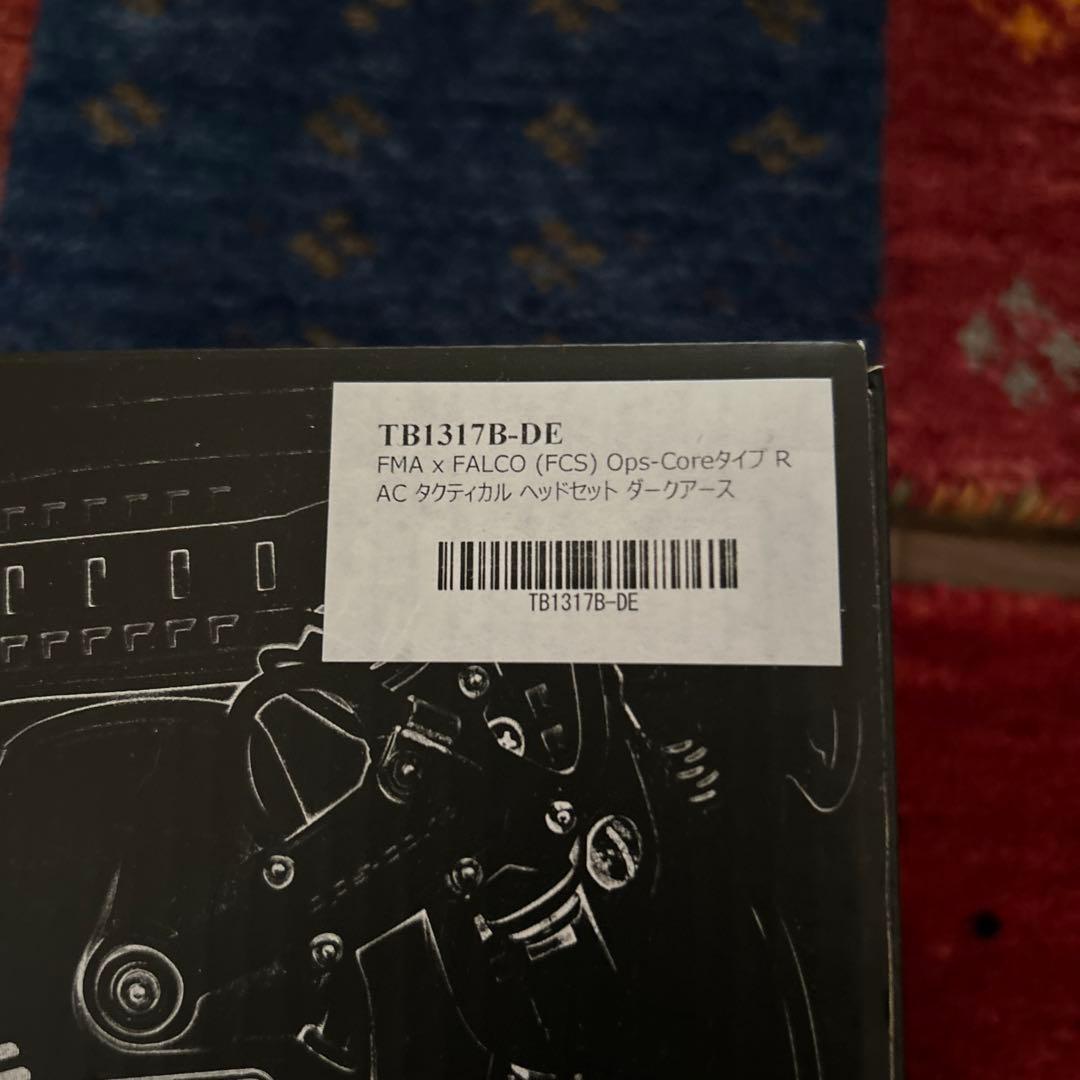 TB1317B-DE
FMA x FALCO (FCS) Ops-Coreタイプ R
AC タクティカル ヘッドセット ダークアース
TB1317B-DE